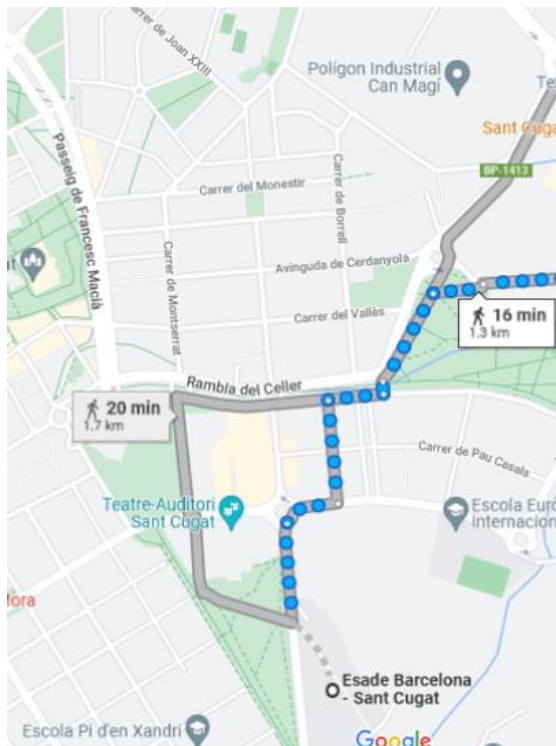 Carrer de Joan XXIII
Polígon Industrial
Can Magí
Sant Cugat
BP-1413
Passeig de Francesc Macià
Carrer del Monestir
Carrer de Borrell
Carrer de Montserrat
Avinguda de Cerdanyola
Carrer del Vallès
16 min
1.3 km
Rambla del Celler
20 min
1.7 km
Carrer de Pau Casals
Teatre-Auditori
Sant Cugat
Escola Euro
Internacion
Esade Barcelona
- Sant Cugat
Escola Pi d'en Xandri
Google